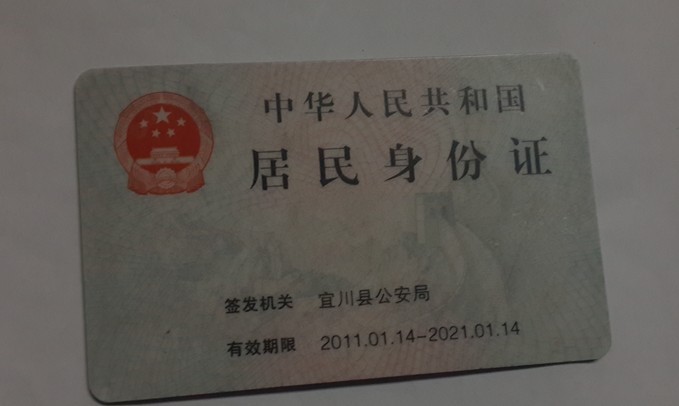 中华人民共和国
居民身份证
签发机关 宜川县公安局
有效期限 2011.01.14-2021.01.14